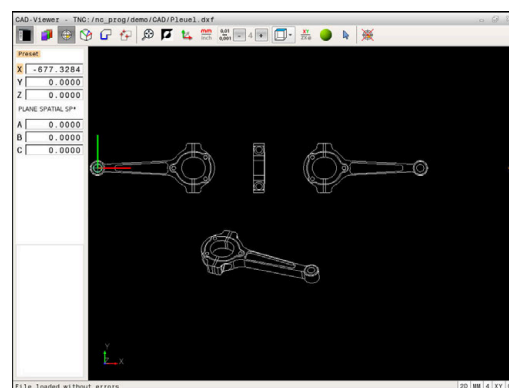 CAD-Viewer - TNC:/nc_prog/demo/CAD/Pleuel.dxf
mm
inch
0,01
0,001
4
XY
Preset
X -677.3284
Y 0.0000
Z 0.0000
PLANE SPATIAL SP*
A 0.0000
B 0.0000
C 0.0000
Y
Z X
File loaded without errors
2D MM 4 XY